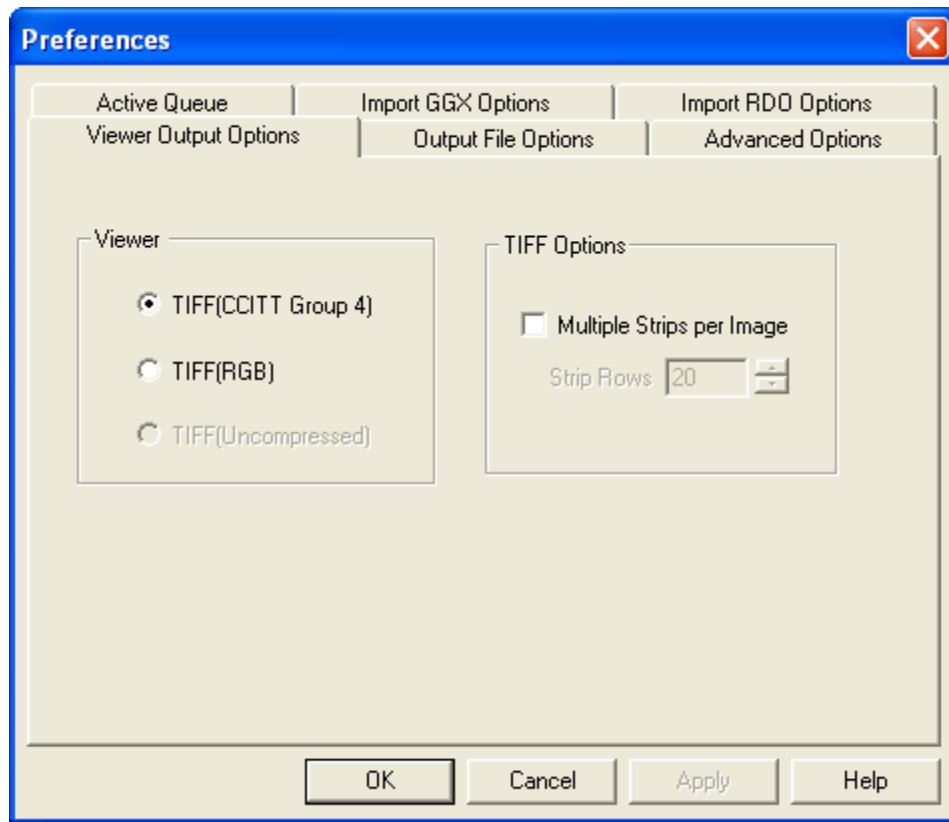 Preferences
Active Queue Import GGX Options Import RDO Options
Viewer Output Options Output File Options Advanced Options
Viewer
TIFF(CCITT Group 4)
TIFF(RGB)
TIFF(Uncompressed)
TIFF Options
Multiple Strips per Image
Strip Rows 20
OK Cancel Apply Help